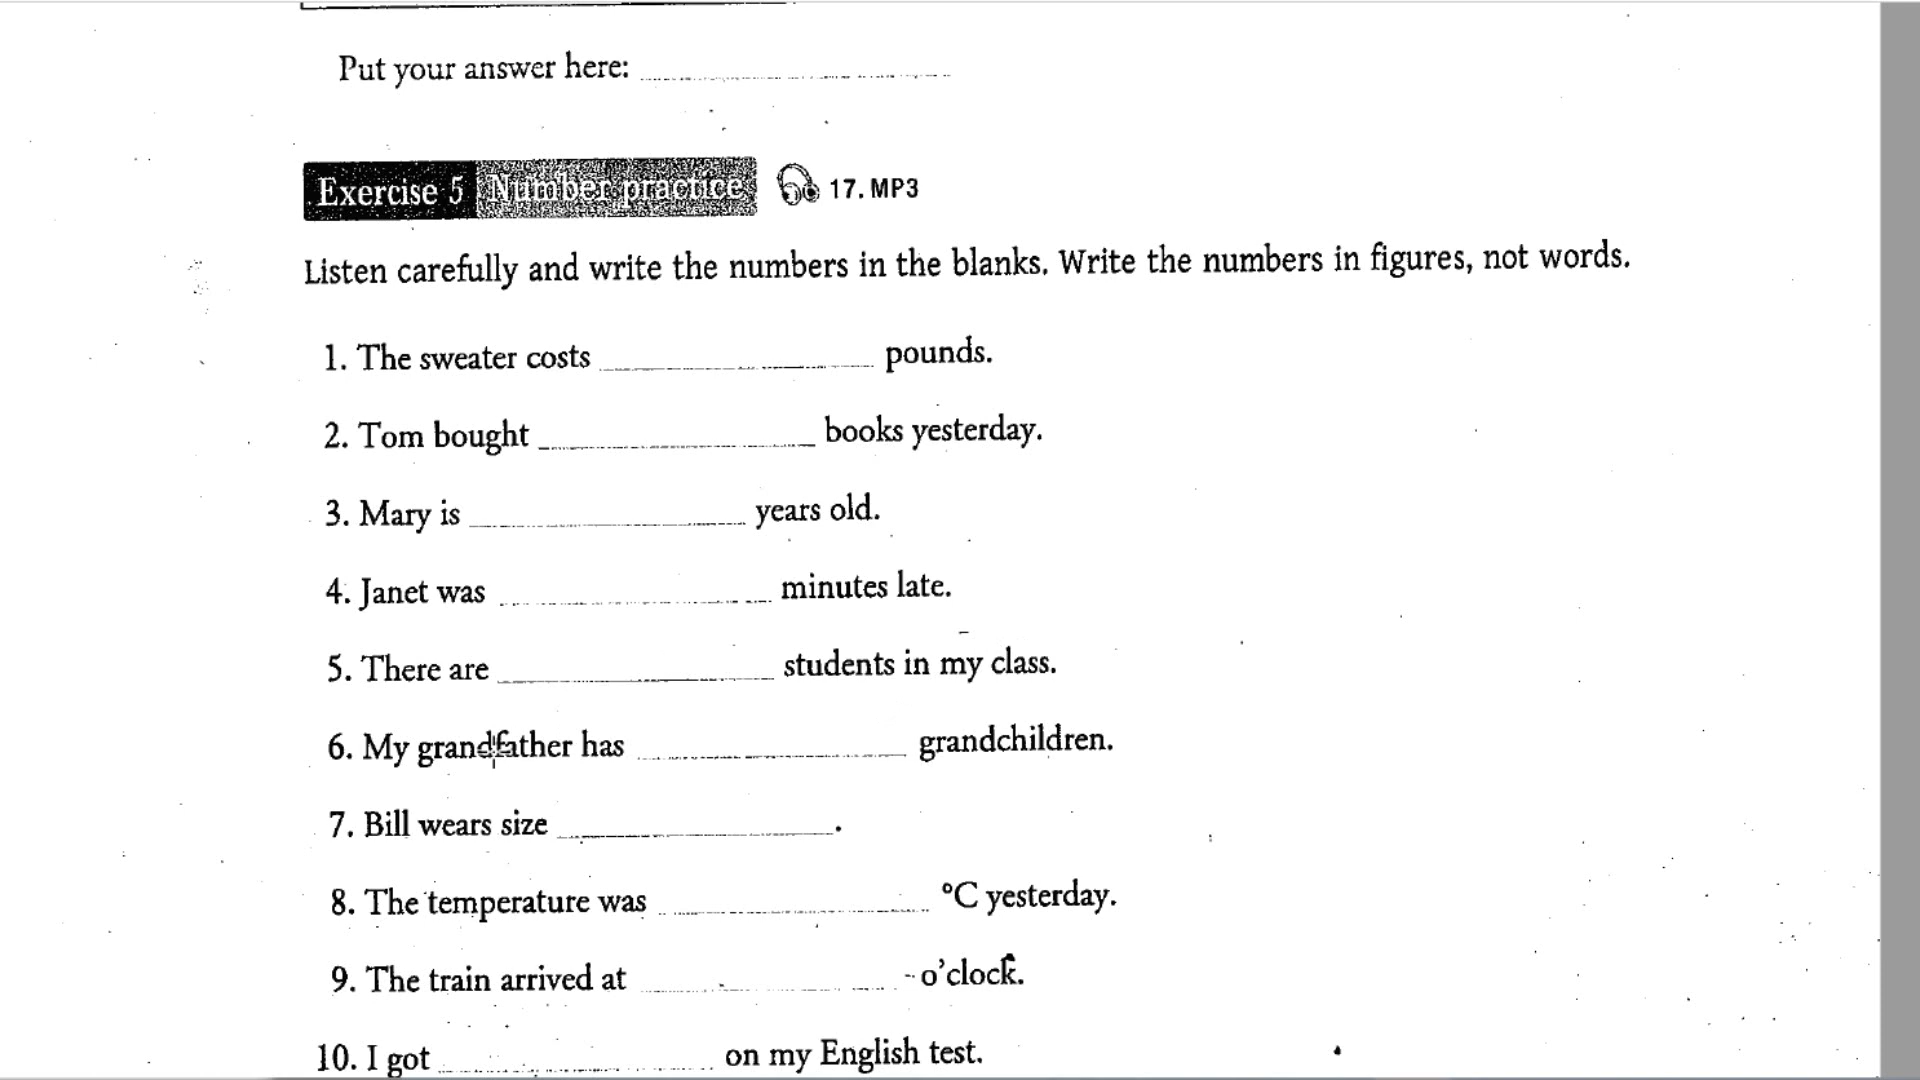 Put your answer here:
Exercise 5 Number practice 17. MP3
Listen carefully and write the numbers in the blanks. Write the numbers in figures, not words.
1. The sweater costs pounds.
2. Tom bought books yesterday.
3. Mary is years old.
4. Janet was minutes late.
5. There are students in my class.
6. My grandfather has grandchildren.
7. Bill wears size .
8. The temperature was °C yesterday.
9. The train arrived at o'clock.
10. I got on my English test.